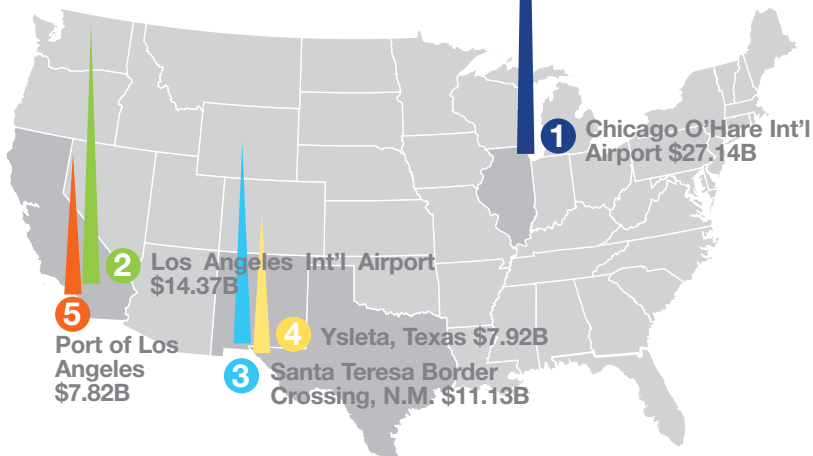 1
Chicago O’Hare Int’l
Airport $27.14B
2
Los Angeles Int’l Airport
$14.37B
5
Port of Los
Angeles
$7.82B
4
Ysleta, Texas $7.92B
3
Santa Teresa Border
Crossing, N.M. $11.13B